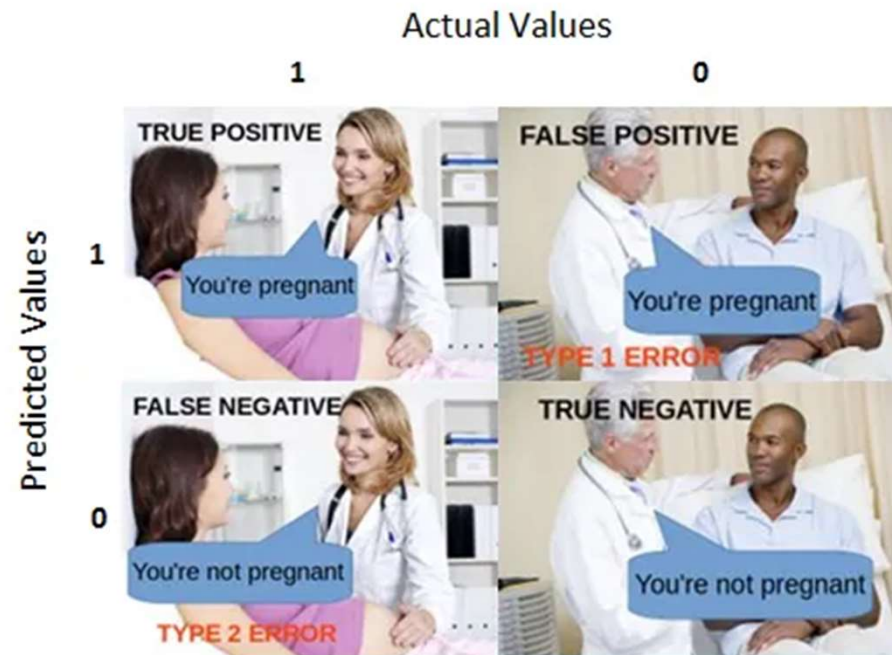 Actual Values
1
0
Predicted Values
1
TRUE POSITIVE
You're pregnant
FALSE POSITIVE
You're pregnant
TYPE 1 ERROR
0
FALSE NEGATIVE
You're not pregnant
TYPE 2 ERROR
TRUE NEGATIVE
You're not pregnant